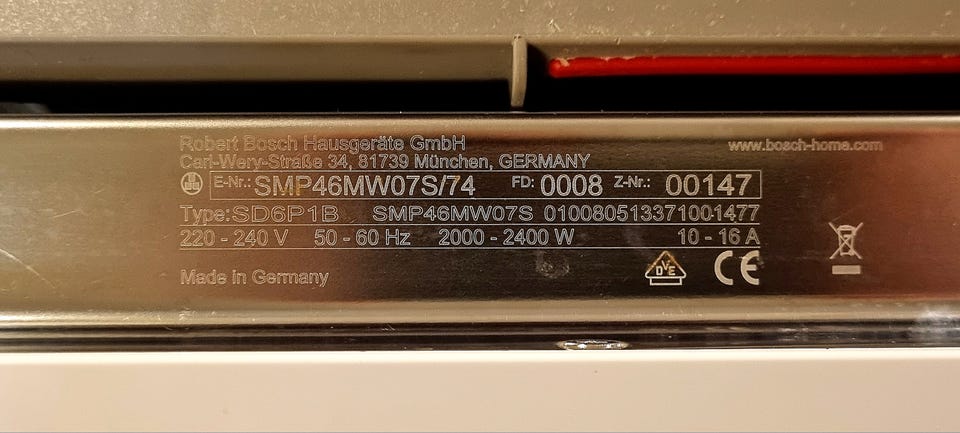 Robert Bosch Hausgeräte GmbH www.bosch-home.com
Carl-Wery-Straße 34, 81739 München, GERMANY
E-Nr.: SMP46MW07S/74 FD: 0008 Z-Nr.: 00147
Type:SD6P1B SMP46MW07S 010080513371001477
220 - 240 V 50 - 60 Hz 2000 - 2400 W 10 - 16 A
Made in Germany DVE CE